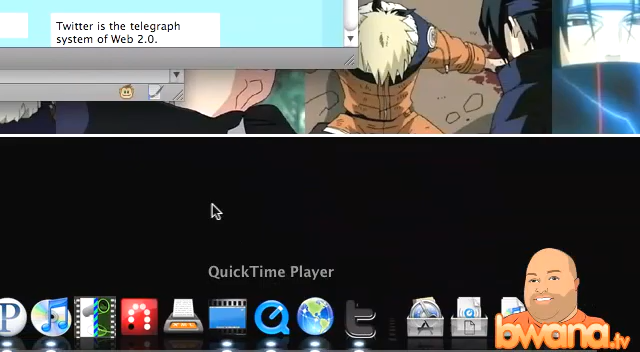 Twitter is the telegraph
system of Web 2.0.
QuickTime Player
P
t
bwana.tv